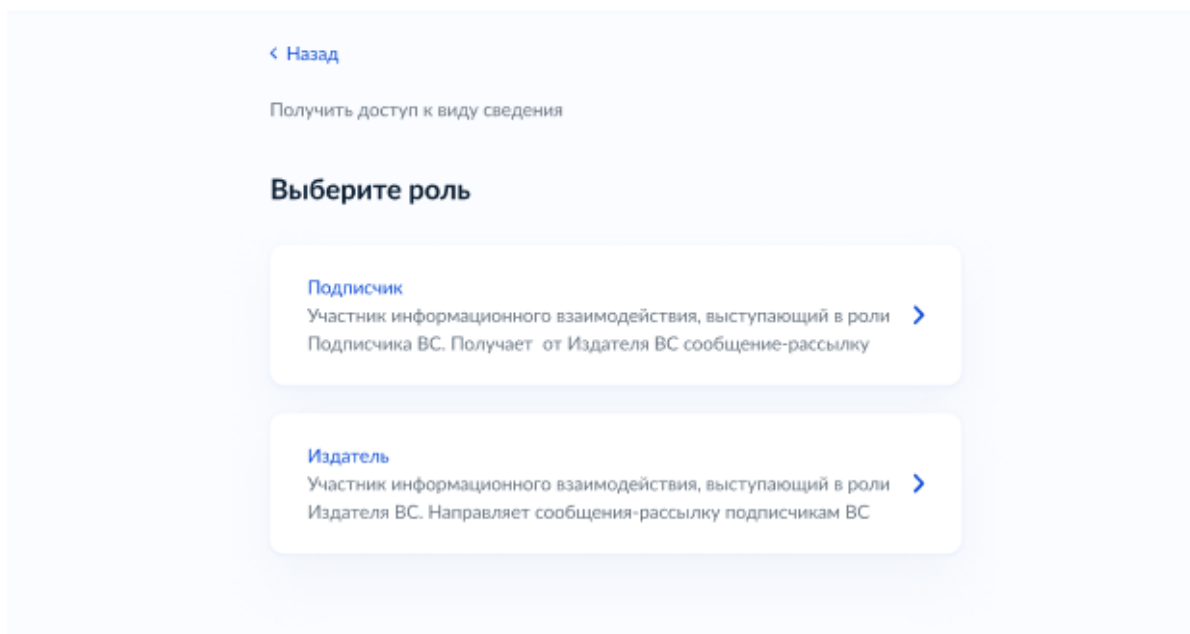 Назад
Получить доступ к виду сведения
Выберите роль
Подписчик
Участник информационного взаимодействия, выступающий в роли
Подписчика ВС. Получает от Издателя ВС сообщение-рассылку
Издатель
Участник информационного взаимодействия, выступающий в роли
Издателя ВС. Направляет сообщения-рассылку подписчикам ВС